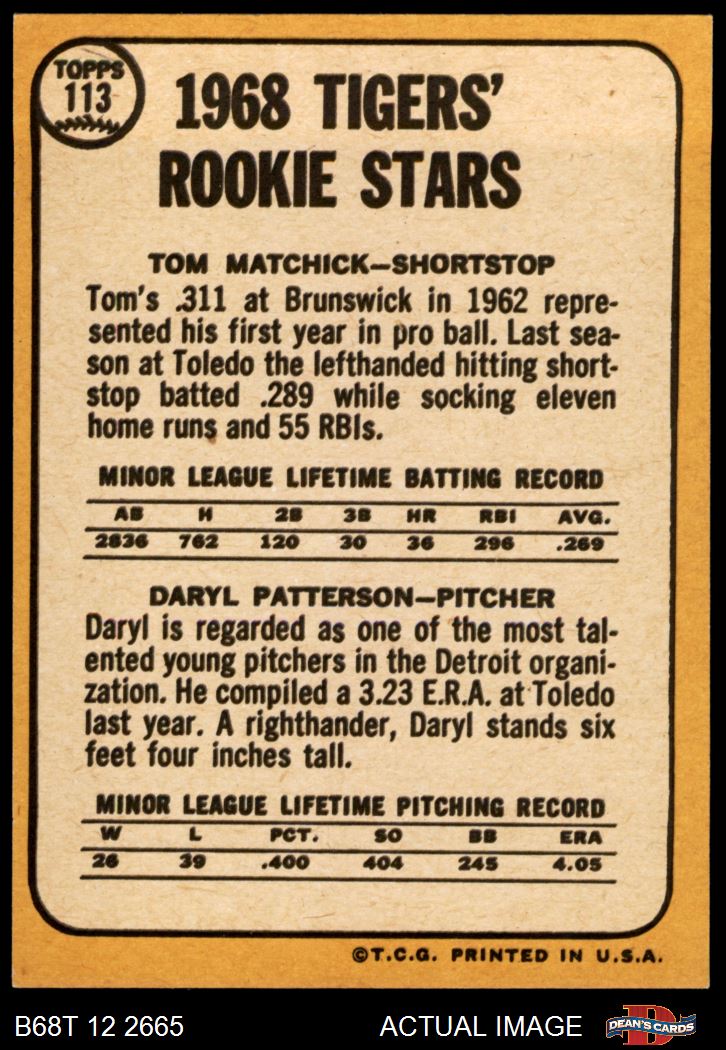 TOPPS
113
1968 TIGERS'
ROOKIE STARS
TOM MATCHICK—SHORTSTOP
Tom's .311 at Brunswick in 1962 repre-
sented his first year in pro ball. Last sea-
son at Toledo the lefthanded hitting short-
stop batted .289 while socking eleven
home runs and 55 RBIs.
MINOR LEAGUE LIFETIME BATTING RECORD
AB H 2B 3B HR RBI AVG.
2836 762 120 30 36 296 .269
DARYL PATTERSON—PITCHER
Daryl is regarded as one of the most tal-
ented young pitchers in the Detroit organi-
zation. He compiled a 3.23 E.R.A. at Toledo
last year. A righthander, Daryl stands six
feet four inches tall.
MINOR LEAGUE LIFETIME PITCHING RECORD
W L PCT. SO BB ERA
26 39 .400 404 245 4.05
©T.C.G. PRINTED IN U.S.A.
B68T 12 2665 ACTUAL IMAGE D DEAN'S CARDS